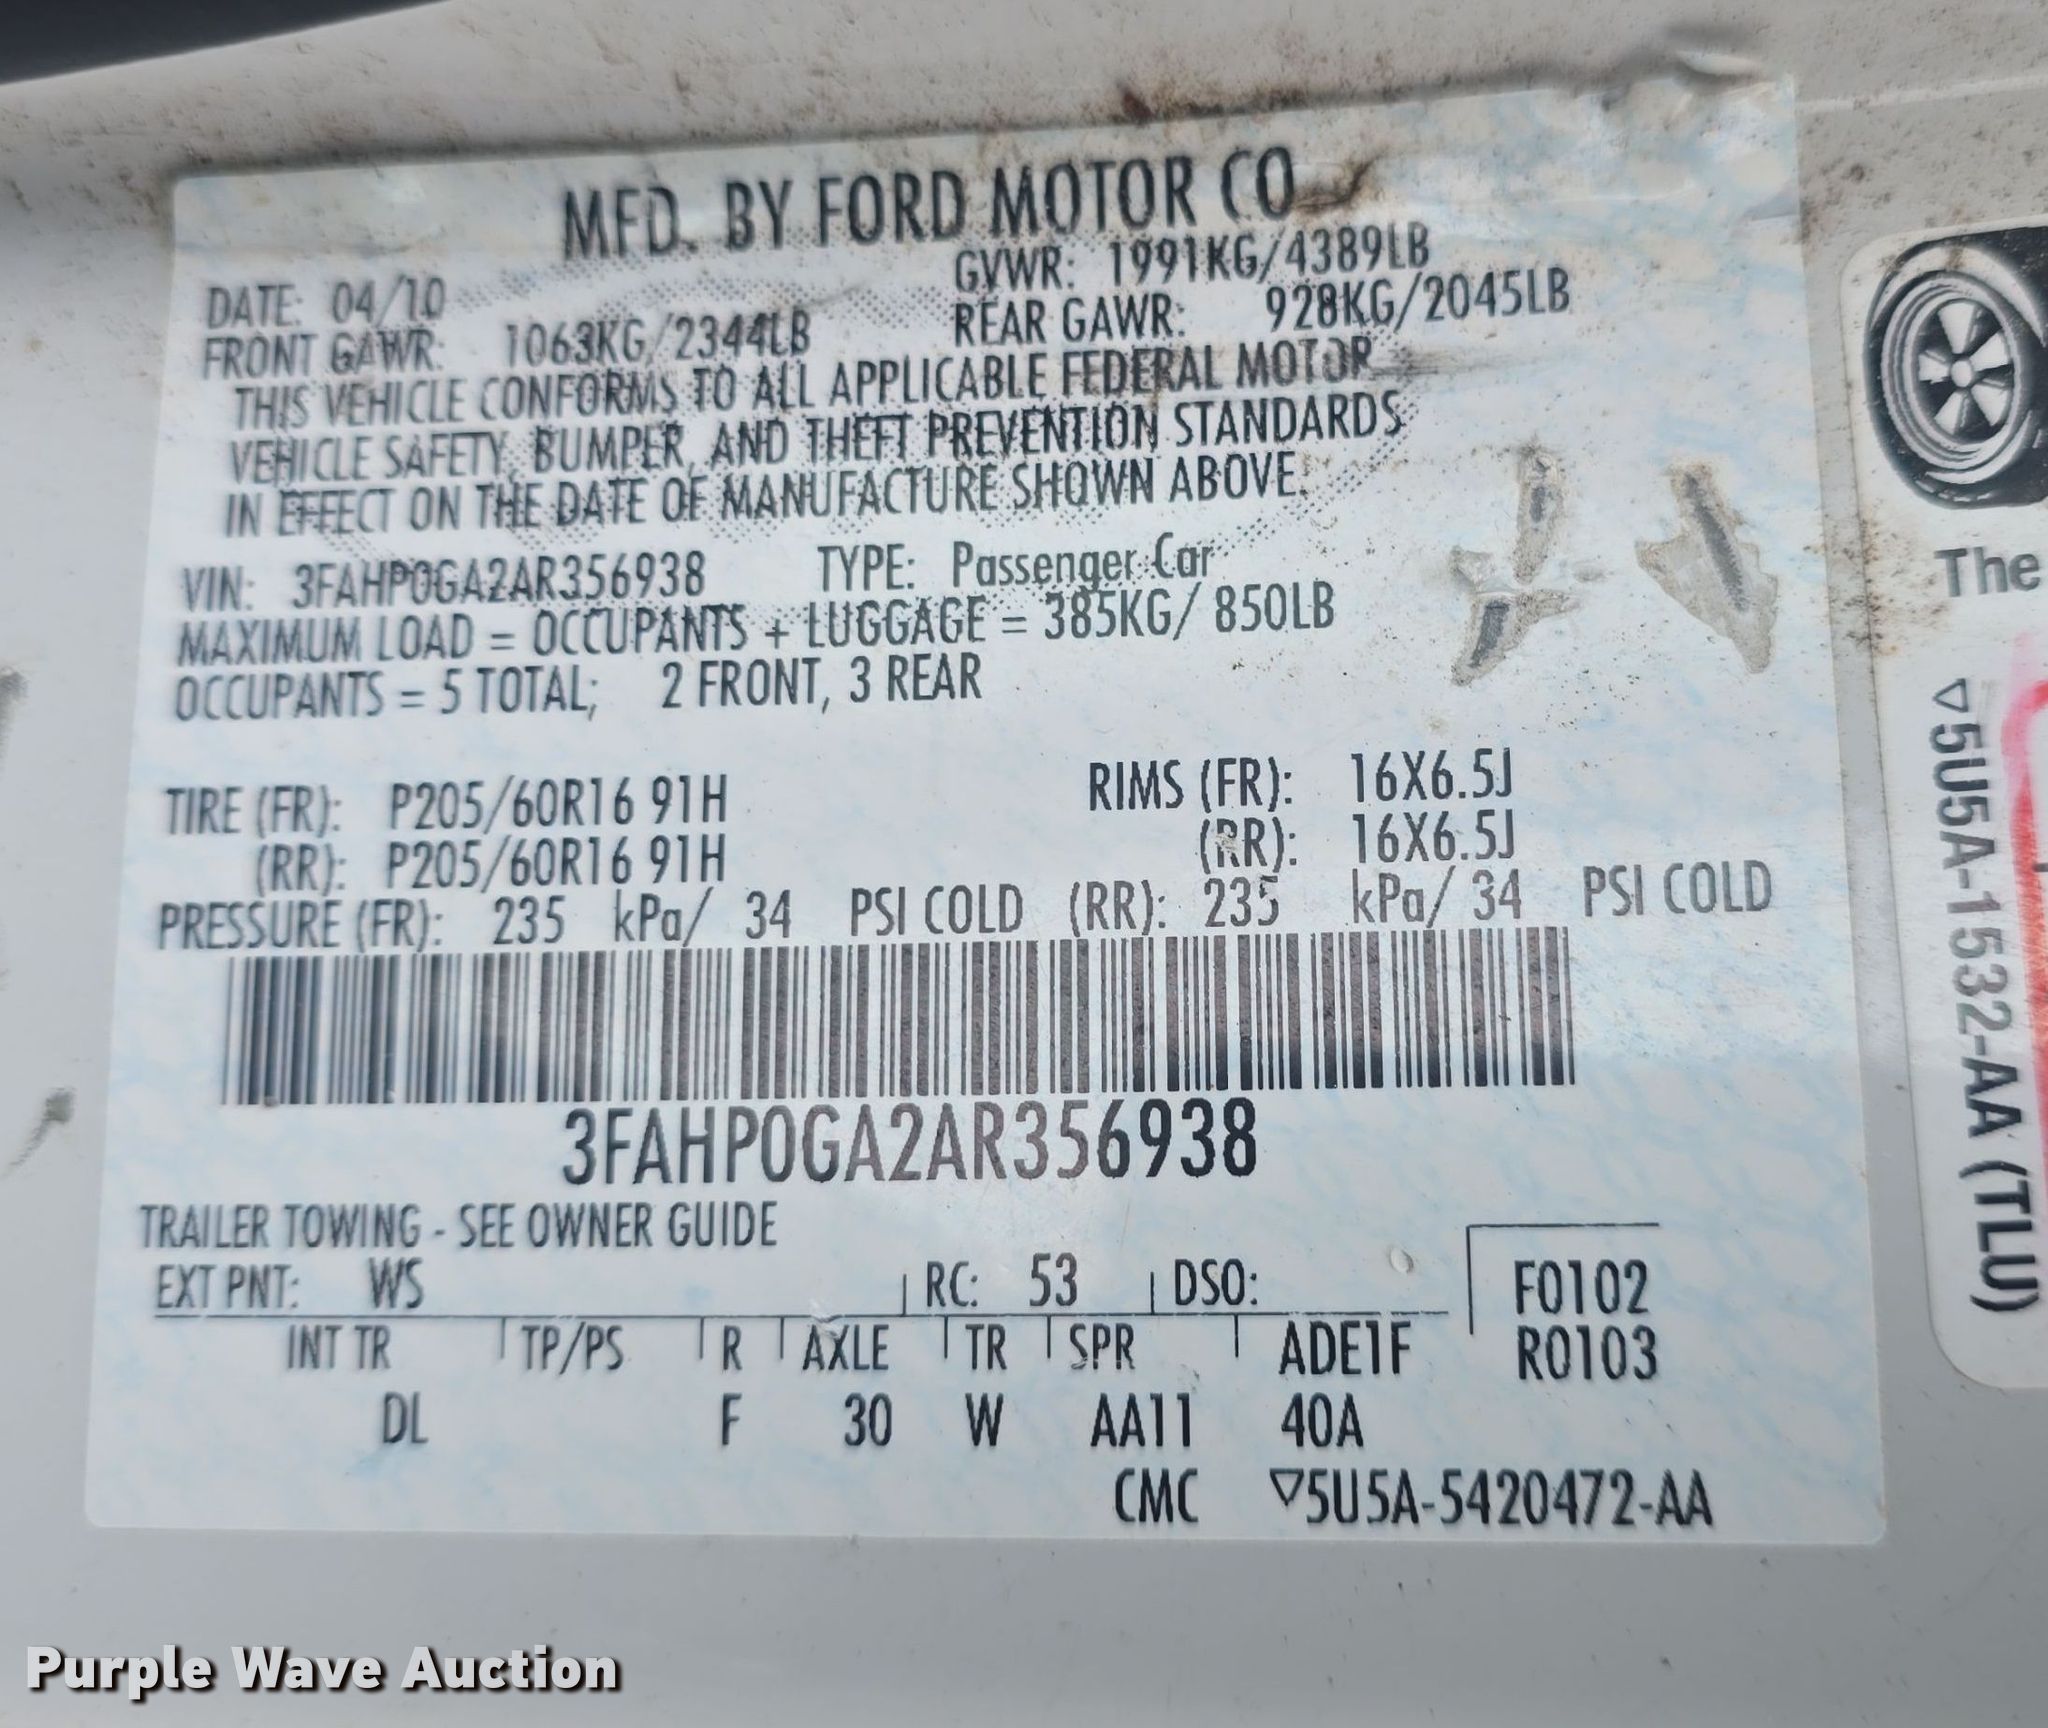 MFD. BY FORD MOTOR CO
DATE: 04/10 GVWR: 1991KG/4389LB
FRONT GAWR: 1063KG/2344LB REAR GAWR: 928KG/2045LB
THIS VEHICLE CONFORMS TO ALL APPLICABLE FEDERAL MOTOR
VEHICLE SAFETY, BUMPER, AND THEFT PREVENTION STANDARDS
IN EFFECT ON THE DATE OF MANUFACTURE SHOWN ABOVE.
VIN: 3FAHP0GA2AR356938 TYPE: Passenger Car
MAXIMUM LOAD = OCCUPANTS + LUGGAGE = 385KG/ 850LB
OCCUPANTS = 5 TOTAL; 2 FRONT, 3 REAR
TIRE (FR): P205/60R16 91H RIMS (FR): 16X6.5J
(RR): P205/60R16 91H (RR): 16X6.5J
PRESSURE (FR): 235 kPa/ 34 PSI COLD (RR): 235 kPa/ 34 PSI COLD
3FAHP0GA2AR356938
TRAILER TOWING - SEE OWNER GUIDE
EXT PNT: WS RC: 53 DSO: F0102
INT TR TP/PS R AXLE TR SPR ADE1F R0103
DL F 30 W AA11 40A
CMC ▽5U5A-5420472-AA
The
▽5U5A-1532-AA (TLU)
Purple Wave Auction